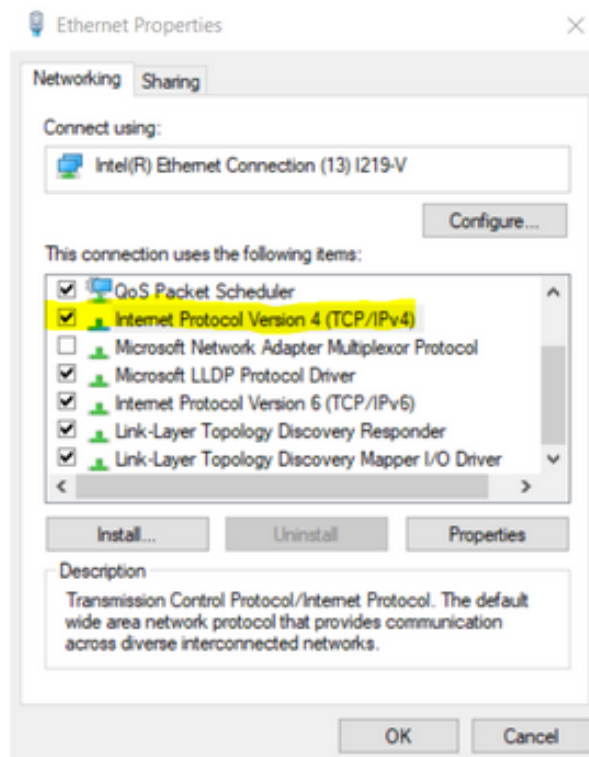 Ethernet Properties
Networking Sharing
Connect using:
Intel(R) Ethernet Connection (13) I219-V
Configure...
This connection uses the following items:
QoS Packet Scheduler
Internet Protocol Version 4 (TCP/IPv4)
Microsoft Network Adapter Multiplexor Protocol
Microsoft LLDP Protocol Driver
Internet Protocol Version 6 (TCP/IPv6)
Link-Layer Topology Discovery Responder
Link-Layer Topology Discovery Mapper I/O Driver
Install... Uninstall Properties
Description
Transmission Control Protocol/Internet Protocol. The default
wide area network protocol that provides communication
across diverse interconnected networks.
OK Cancel